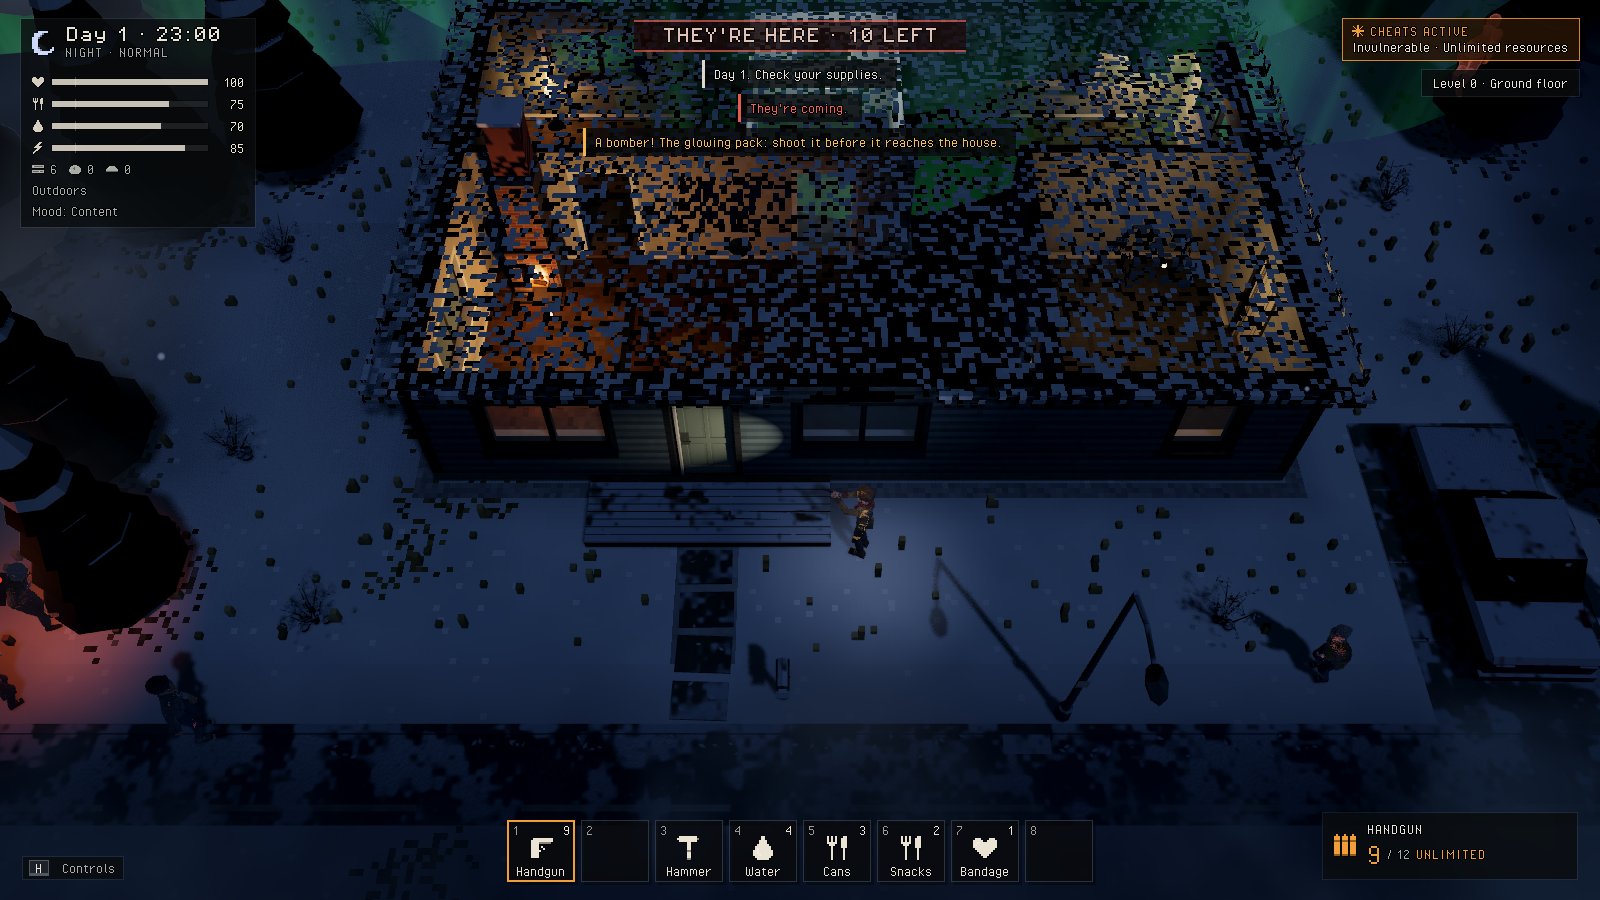 Day 1 · 23:00
NIGHT · NORMAL
100
75
70
85
6 0 0
Outdoors
Mood: Content
THEY'RE HERE · 10 LEFT
Day 1. Check your supplies.
They're coming.
A bomber! The glowing pack: shoot it before it reaches the house.
CHEATS ACTIVE
Invulnerable · Unlimited resources
Level 0 · Ground floor
H Controls
1 9 Handgun
2
3 Hammer
4 4 Water
5 3 Cans
6 2 Snacks
7 1 Bandage
8
HANDGUN
9 / 12 UNLIMITED